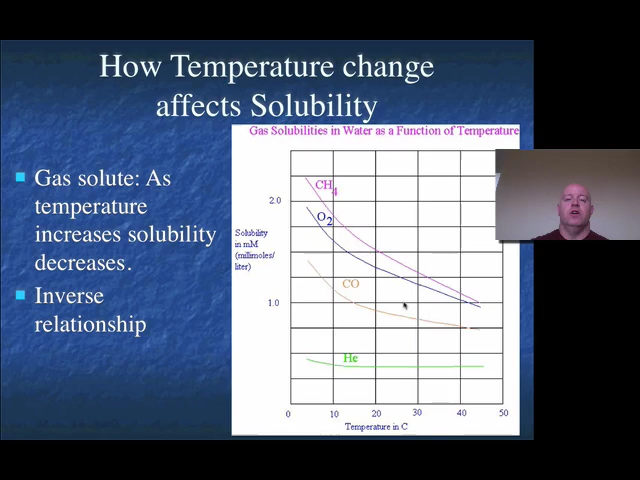 How Temperature change
affects Solubility
Gas solute: As
temperature
increases solubility
decreases.
Inverse
relationship
Gas Solubilities in Water as a Function of Temperature
CH4
O2
CO
He
2.0
Solubility
in mM
(millimoles/
liter)
1.0
0 10 20 30 40 50
Temperature in C